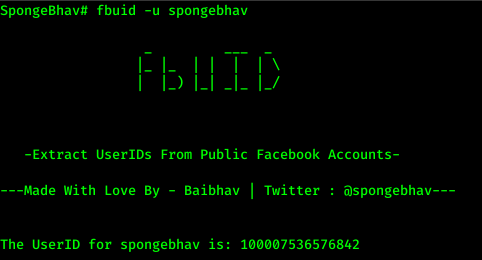 SpongeBhav# fbuid -u spongebhav
FbUID
-Extract UserIDs From Public Facebook Accounts-
---Made With Love By - Baibhav | Twitter : @spongebhav---
The UserID for spongebhav is: 100007536576842